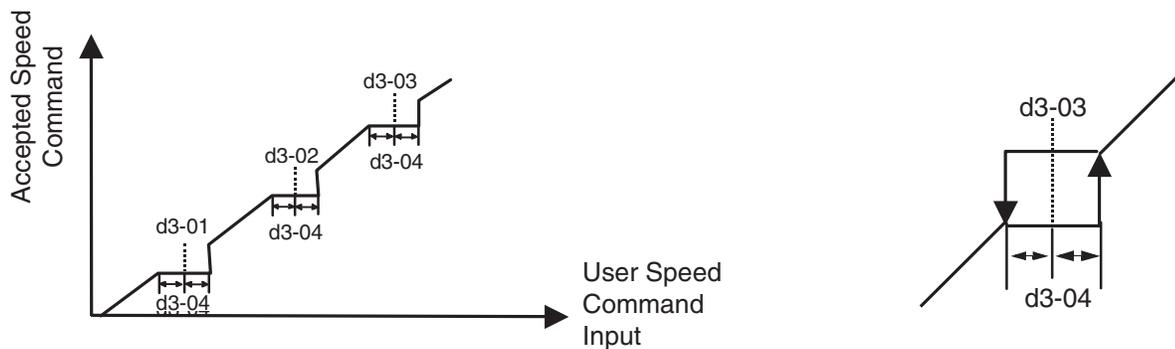 Accepted Speed
Command
d3-03
d3-04
d3-02
d3-04
d3-01
d3-04
User Speed
Command
Input
d3-03
d3-04